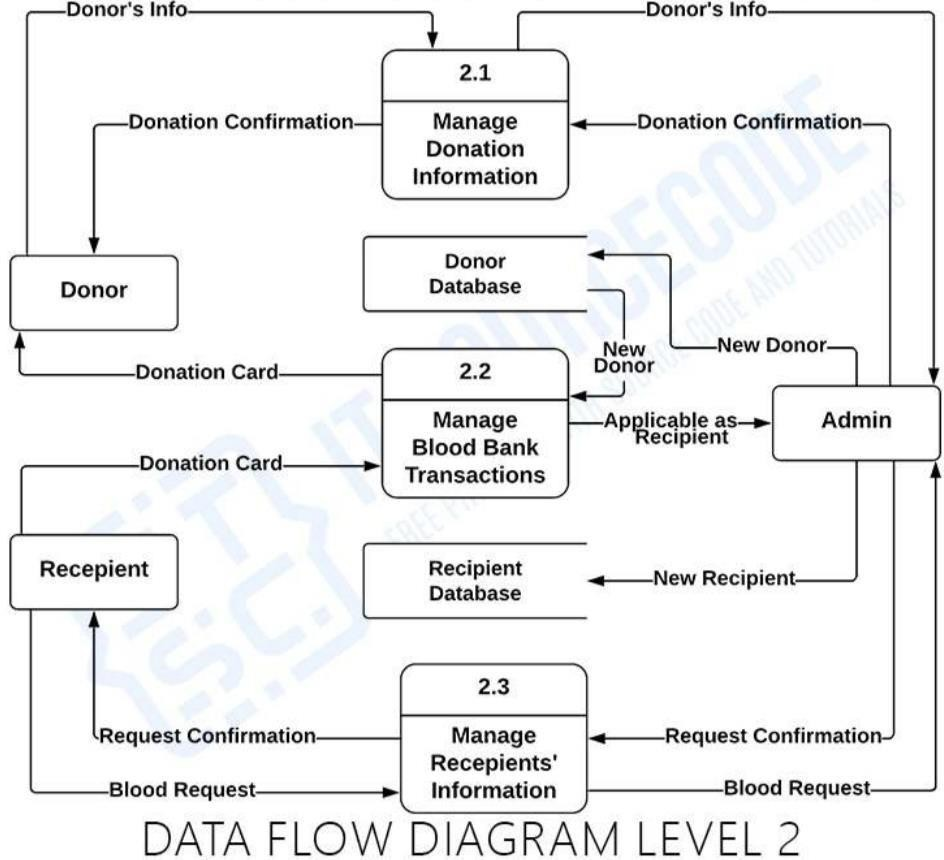 Donor's Info
Donor's Info
2.1
Donation Confirmation
Donation Confirmation
Manage
Donation
Information
Donor
Database
Donor
New Donor
New
Donor
Donation Card
2.2
Manage
Blood Bank
Transactions
Applicable as
Recipient
Admin
Donation Card
Recepient
Recipient
Database
New Recipient
2.3
Request Confirmation
Manage
Recepients'
Information
Request Confirmation
Blood Request
Blood Request
DATA FLOW DIAGRAM LEVEL 2